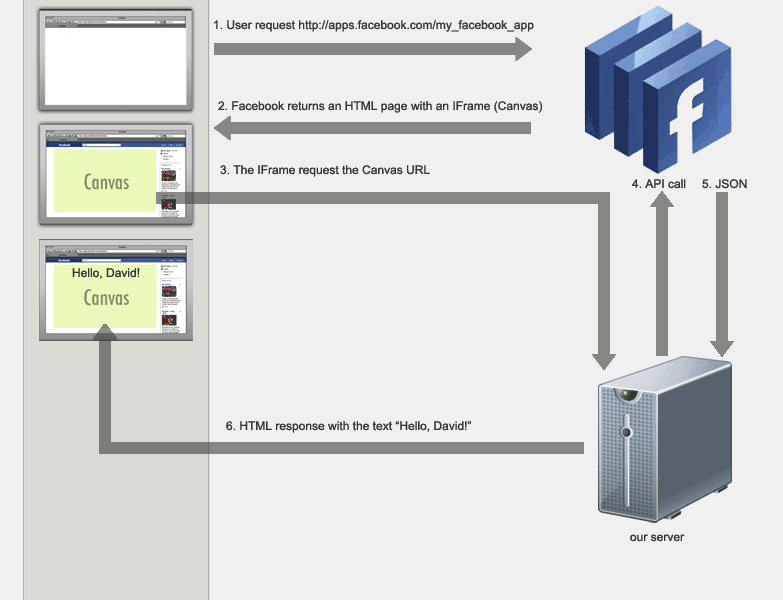 1. User request http://apps.facebook.com/my_facebook_app
2. Facebook returns an HTML page with an IFrame (Canvas)
facebook
Canvas
3. The IFrame request the Canvas URL
4. API call
5. JSON
facebook
Hello, David!
Canvas
6. HTML response with the text “Hello, David!”
our server